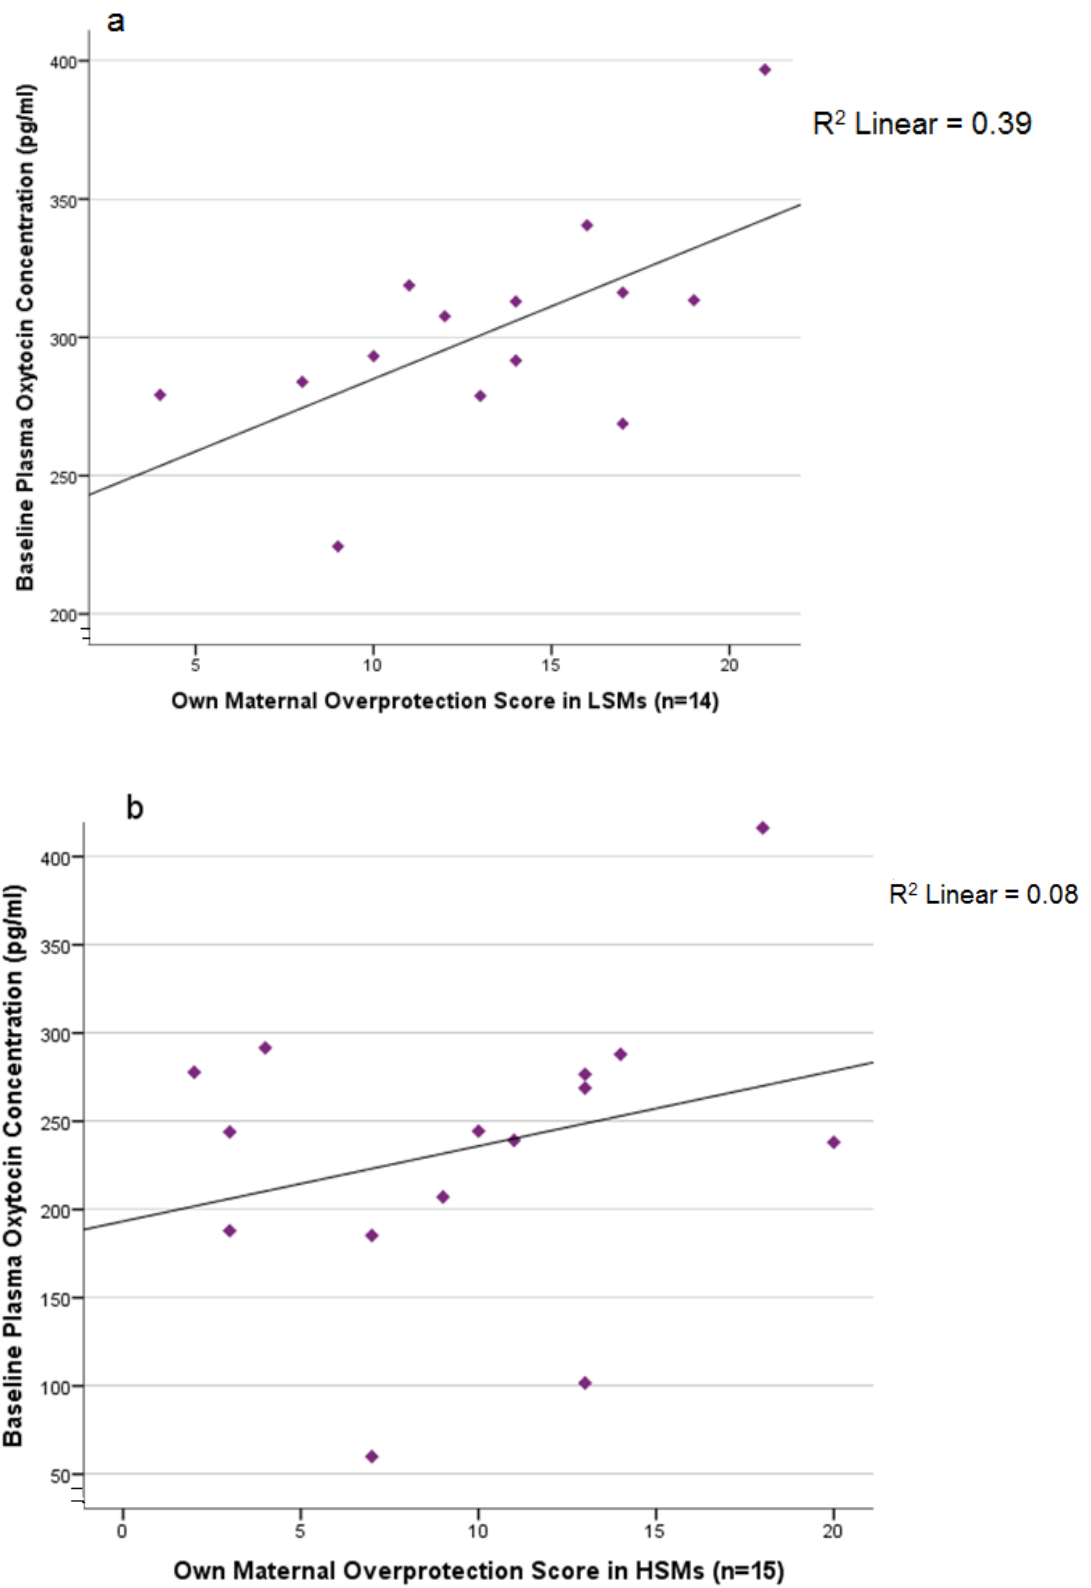 a
Baseline Plasma Oxytocin Concentration (pg/ml)
400
350
300
250
200
R² Linear = 0.39
5 10 15 20
Own Maternal Overprotection Score in LSMs (n=14)
b
Baseline Plasma Oxytocin Concentration (pg/ml)
400
350
300
250
200
150
100
50
R² Linear = 0.08
0 5 10 15 20
Own Maternal Overprotection Score in HSMs (n=15)